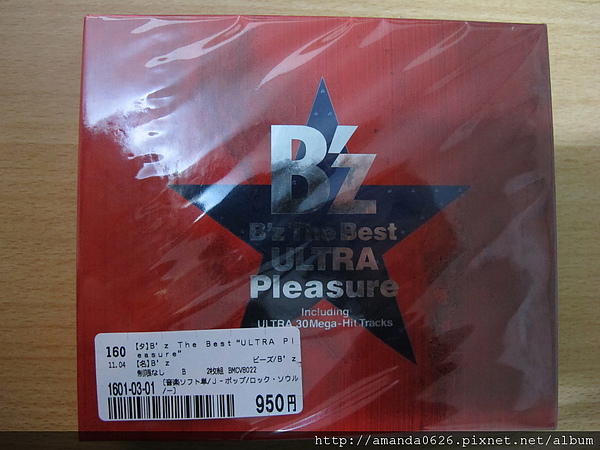 B'z
B'z The Best
ULTRA
Pleasure
Including
ULTRA 30 Mega-Hit Tracks
160
11.04
【タ】B'z The Best "ULTRA Pl
easure"
【名】B'z ビーズ/B'z
制限なし B 2枚組 BMCV8022
1601-03-01
[音楽ソフト単/J-ポップ/ロック・ソウル
/-]
950円
http://amanda0626.pixnet.net/album